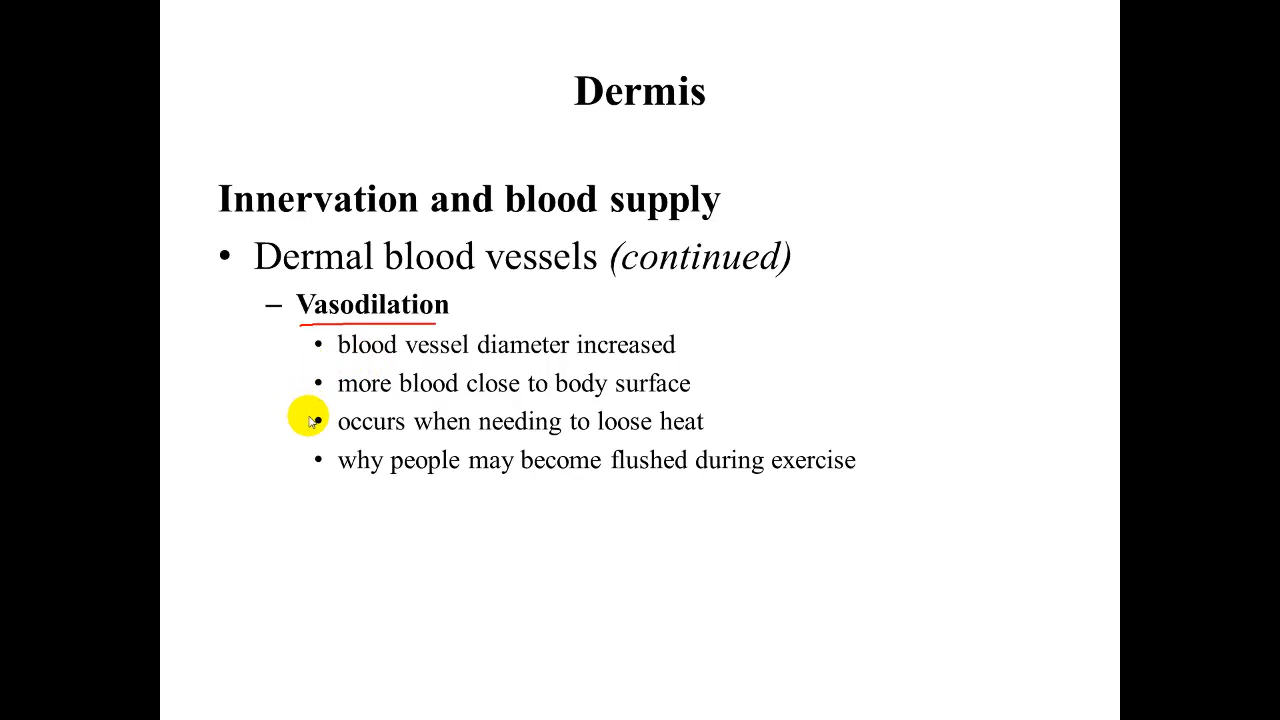 Dermis
Innervation and blood supply
• Dermal blood vessels (continued)
– Vasodilation
• blood vessel diameter increased
• more blood close to body surface
• occurs when needing to loose heat
• why people may become flushed during exercise